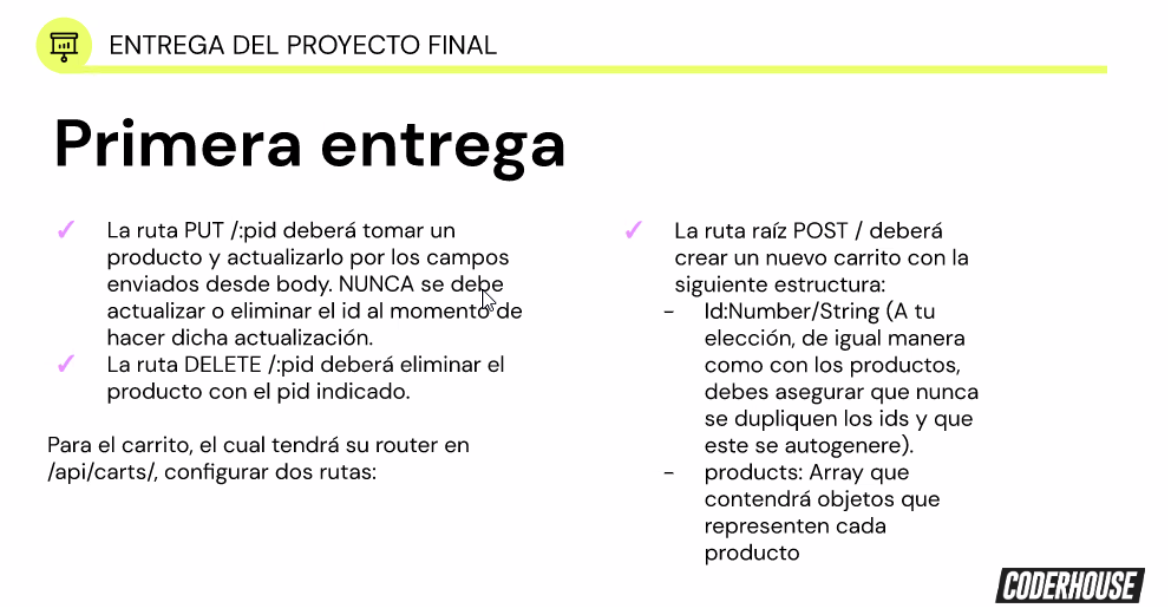 ENTREGA DEL PROYECTO FINAL
Primera entrega
✓ La ruta PUT /:pid deberá tomar un
producto y actualizarlo por los campos
enviados desde body. NUNCA se debe
actualizar o eliminar el id al momento de
hacer dicha actualización.
✓ La ruta DELETE /:pid deberá eliminar el
producto con el pid indicado.
Para el carrito, el cual tendrá su router en
/api/carts/, configurar dos rutas:
✓ La ruta raíz POST / deberá
crear un nuevo carrito con la
siguiente estructura:
- Id:Number/String (A tu
elección, de igual manera
como con los productos,
debes asegurar que nunca
se dupliquen los ids y que
este se autogenere).
- products: Array que
contendrá objetos que
representen cada
producto
CODERHOUSE